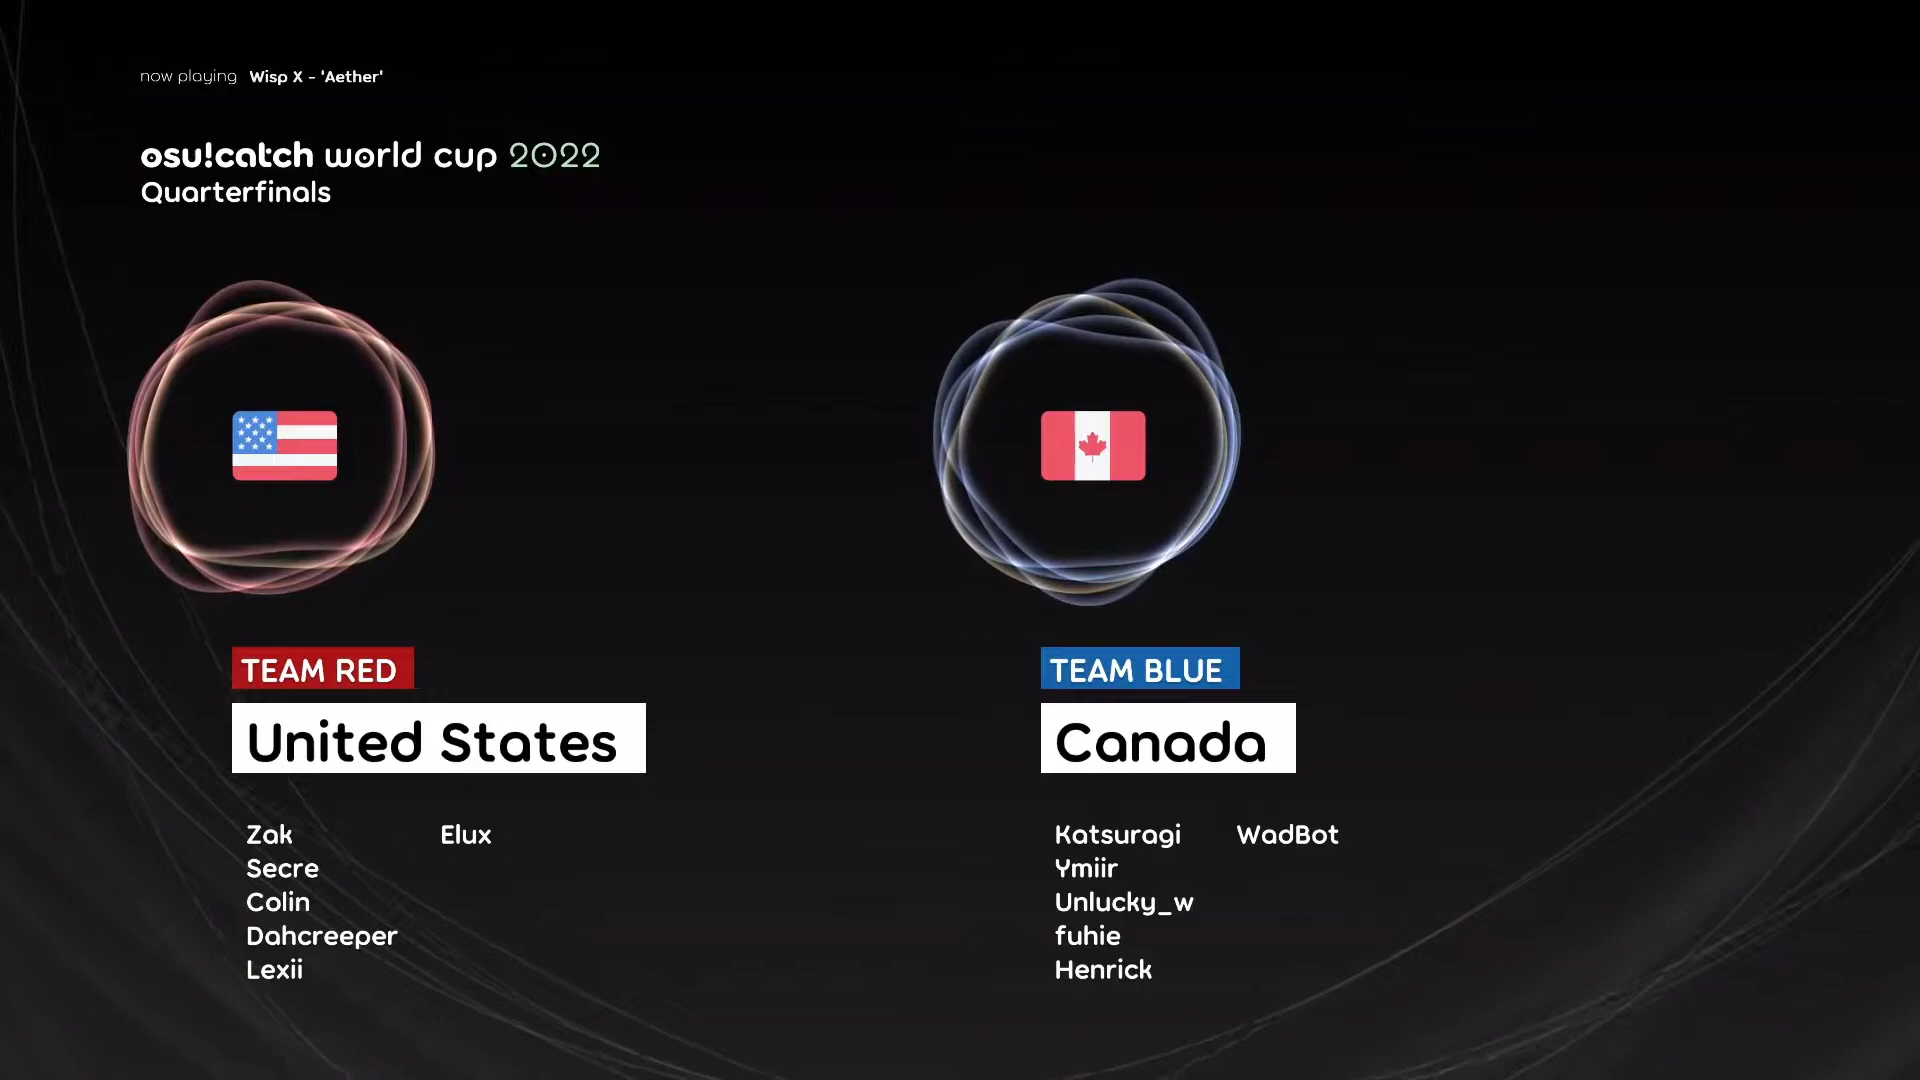 now playing Wisp X - 'Aether'
osu!catch world cup 2022
Quarterfinals
TEAM RED
United States
Zak Elux
Secre
Colin
Dahcreeper
Lexii
TEAM BLUE
Canada
Katsuragi WadBot
Ymiir
Unlucky_w
fuhie
Henrick